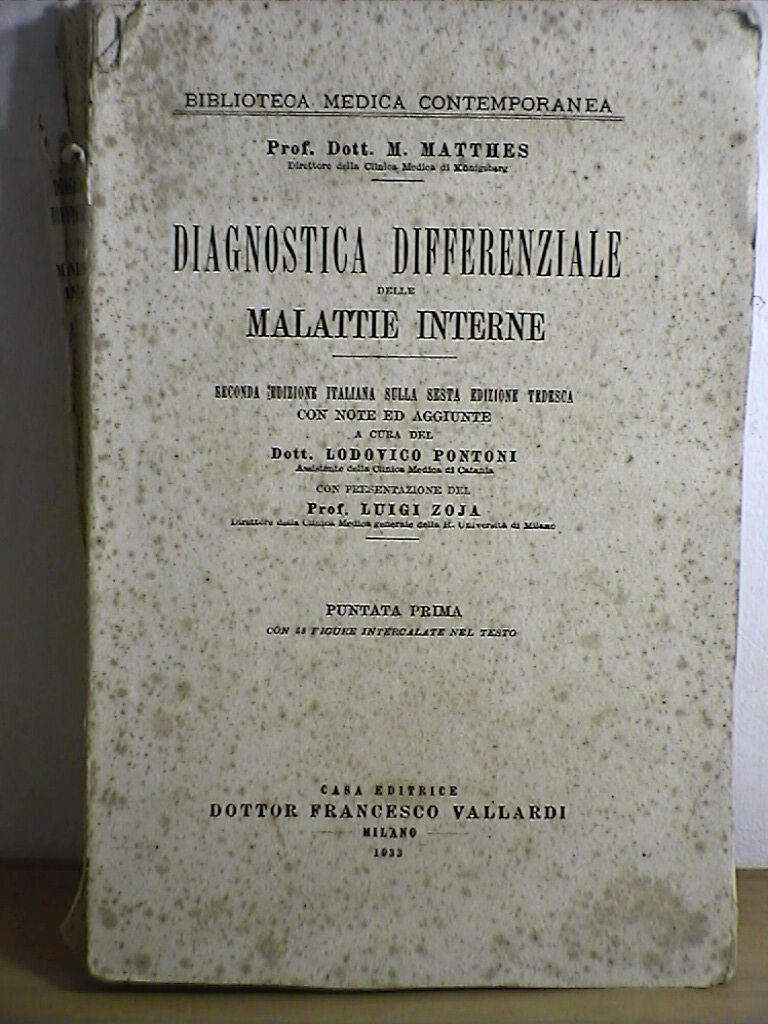 BIBLIOTECA MEDICA CONTEMPORANEA
Prof. Dott. M. MATTHES
Direttore della Clinica Medica di Königsberg
DIAGNOSTICA DIFFERENZIALE
DELLE
MALATTIE INTERNE
SECONDA EDIZIONE ITALIANA SULLA SESTA EDIZIONE TEDESCA
CON NOTE ED AGGIUNTE
A CURA DEL
Dott. LODOVICO PONTONI
Assistente della Clinica Medica di Catania
CON PRESENTAZIONE DEL
Prof. LUIGI ZOJA
Direttore della Clinica Medica generale della R. Università di Milano
PUNTATA PRIMA
CON FIGURE INTERCALATE NEL TESTO
CASA EDITRICE
DOTTOR FRANCESCO VALLARDI
MILANO
1933